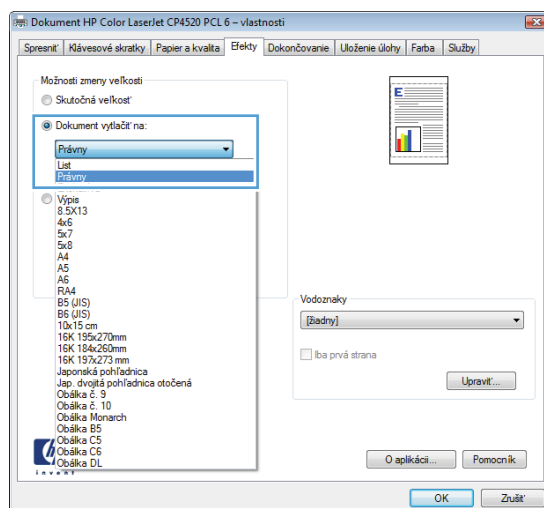 Dokument HP Color LaserJet CP4520 PCL 6 – vlastnosti
Spresniť Klávesové skratky Papier a kvalita Efekty Dokončovanie Uloženie úlohy Farba Služby
Možnosti zmeny veľkosti
Skutočná veľkosť
Dokument vytlačiť na:
Právny
List
Právny
Výpis
8.5X13
4x6
5x7
5x8
A4
A5
A6
RA4
B5 (JIS)
B6 (JIS)
10x15 cm
16K 195x270mm
16K 184x260mm
16K 197x273 mm
Japonská pohľadnica
Jap. dvojitá pohľadnica otočená
Obálka č. 9
Obálka č. 10
Obálka Monarch
Obálka B5
Obálka C5
Obálka C6
Obálka DL
E
Vodoznaky
[žiadny]
Iba prvá strana
Upraviť...
invent
O aplikácii... Pomocník
OK Zrušiť